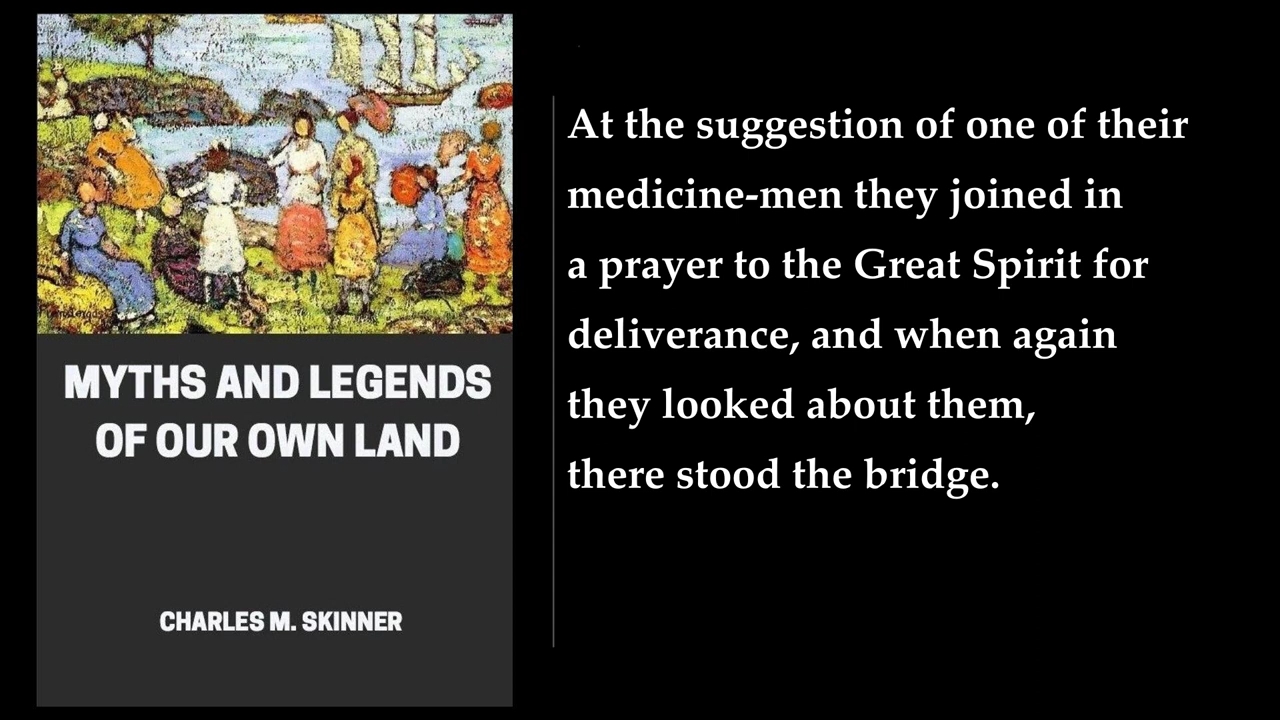 MYTHS AND LEGENDS
OF OUR OWN LAND
CHARLES M. SKINNER
At the suggestion of one of their
medicine-men they joined in
a prayer to the Great Spirit for
deliverance, and when again
they looked about them,
there stood the bridge.